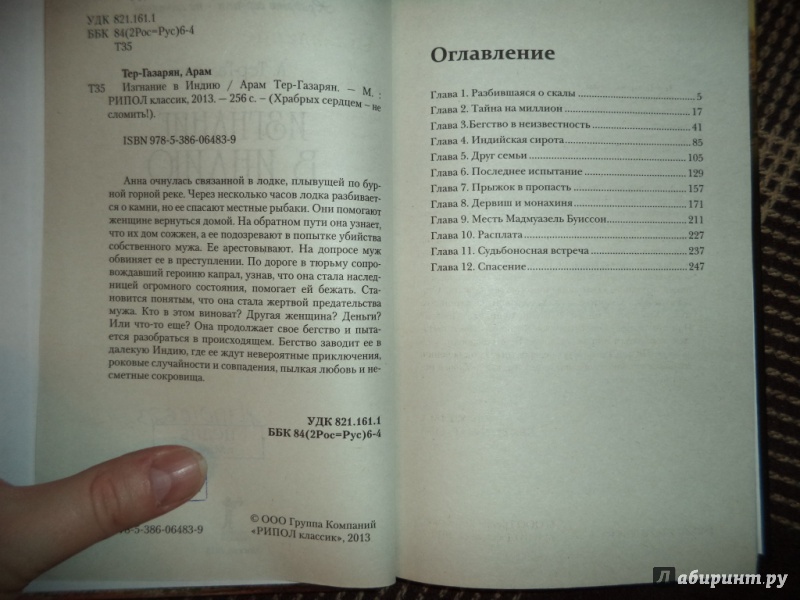 УДК 821.161.1
ББК 84(2Рос=Рус)6-4
Т35
Тер-Газарян, Арам
Т35 Изгнание в Индию / Арам Тер-Газарян. — М. :
РИПОЛ классик, 2013. — 256 с. – (Храбрых сердцем – не
сломить!).
ISBN 978-5-386-06483-9
Анна очнулась связанной в лодке, плывущей по бур-
ной горной реке. Через несколько часов лодка разбивает-
ся о камни, но ее спасают местные рыбаки. Они помогают
женщине вернуться домой. На обратном пути она узнает,
что их дом сожжен, а ее подозревают в попытке убийства
собственного мужа. Ее арестовывают. На допросе муж
обвиняет ее в преступлении. По дороге в тюрьму сопро-
вождавший героиню капрал, узнав, что она стала наслед-
ницей огромного состояния, помогает ей бежать. Ста-
новится понятым, что она стала жертвой предательства
мужа. Кто в этом виноват? Другая женщина? Деньги?
Или что-то еще? Она продолжает свое бегство и пыта-
ется разобраться в происходящем. Бегство заводит ее в
далекую Индию, где ее ждут невероятные приключения,
роковые случайности и совпадения, пылкая любовь и не-
сметные сокровища.
УДК 821.161.1
ББК 84(2Рос=Рус)6-4
978-5-386-06483-9
© ООО Группа Компаний
«РИПОЛ классик», 2013
Оглавление
Глава 1. Разбившаяся о скалы 5
Глава 2. Тайна на миллион 17
Глава 3.Бегство в неизвестность 41
Глава 4. Индийская сирота 85
Глава 5. Друг семьи 105
Глава 6. Последнее испытание 129
Глава 7. Прыжок в пропасть 157
Глава 8. Дервиш и монахиня 171
Глава 9. Месть Мадмуазель Буиссон 211
Глава 10. Расплата 227
Глава 11. Судьбоносная встреча 237
Глава 12. Спасение 247
Лабиринт.ру